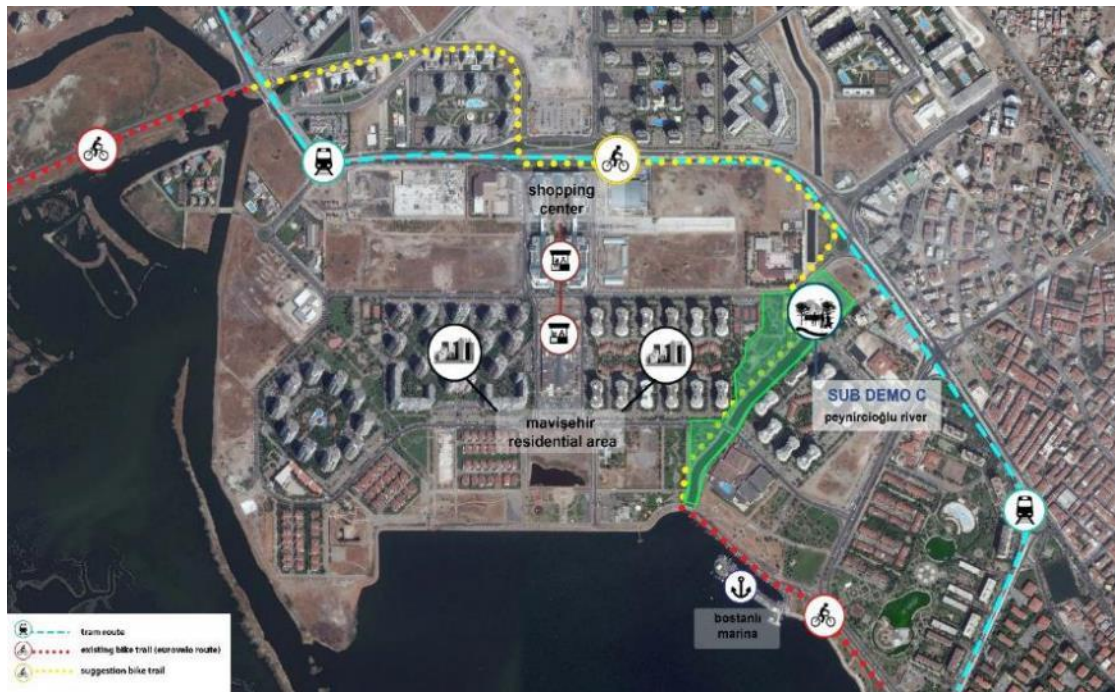 shopping
center
SUB DEMO C
peynircioğlu river
mavişehir
residential area
bostanlı
marina
tram route
existing bike trail (eurovelo route)
suggestion bike trail